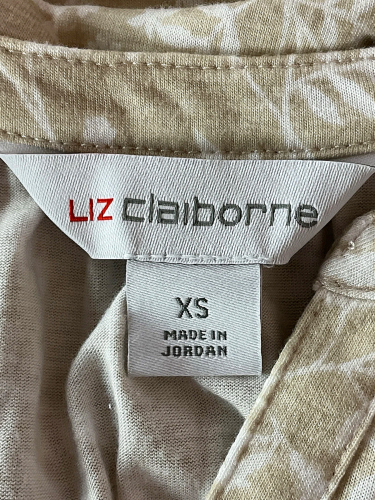 LIZ claiborne
XS
MADE IN
JORDAN